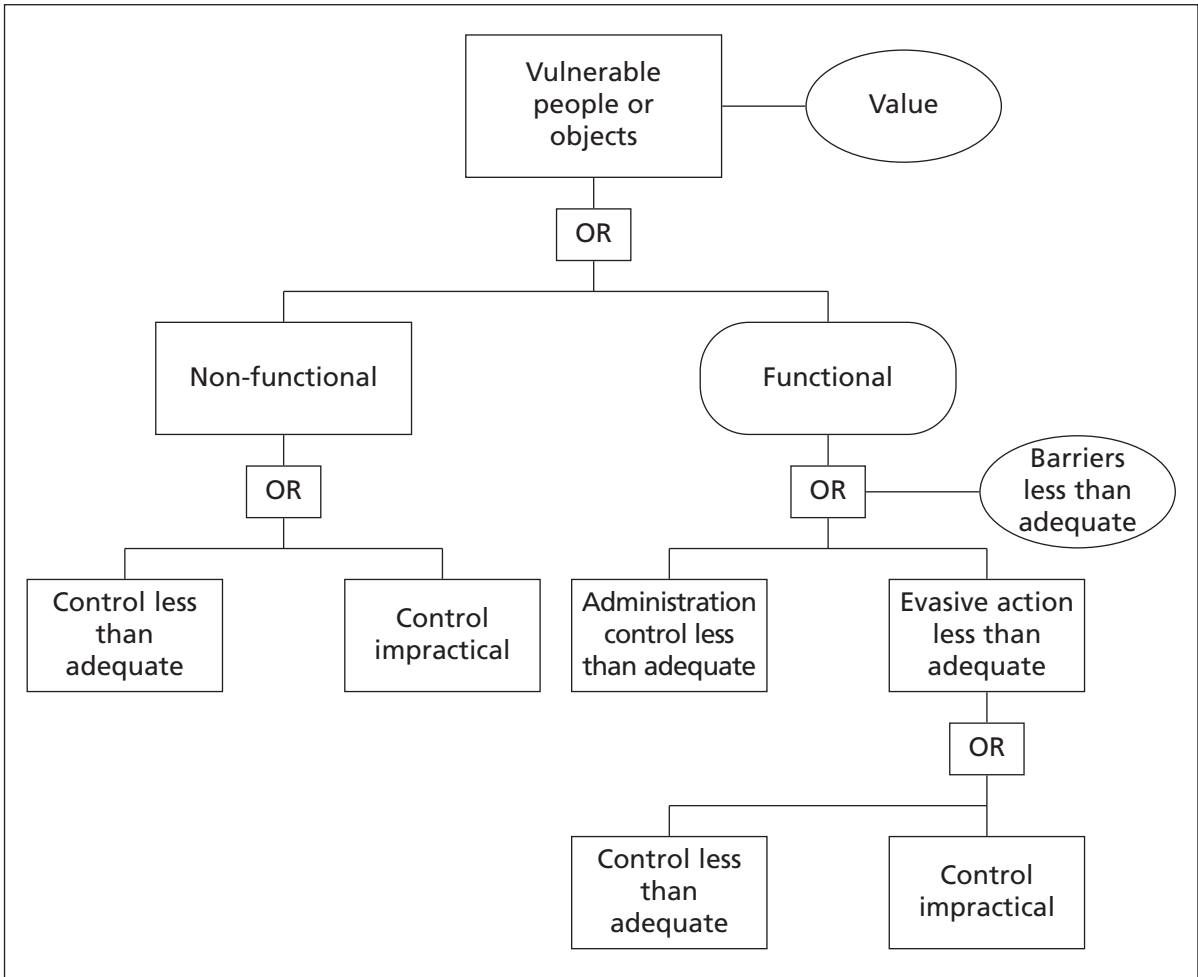 Vulnerable
people or
objects
Value
OR
Non-functional
Functional
OR
OR
Barriers
less than
adequate
Control less
than
adequate
Control
impractical
Administration
control less
than adequate
Evasive action
less than
adequate
OR
Control less
than
adequate
Control
impractical